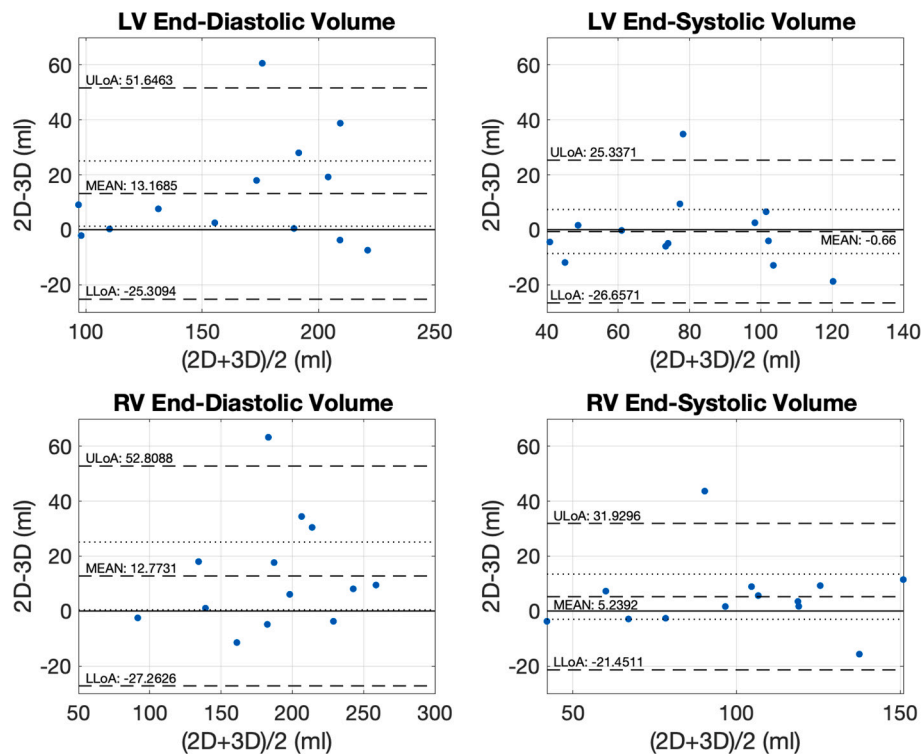 LV End-Diastolic Volume
60
40
20
0
-20
2D-3D (ml)
ULoA: 51.6463
MEAN: 13.1685
LLoA: -25.3094
100
150
200
250
(2D+3D)/2 (ml)
LV End-Systolic Volume
60
40
20
0
-20
2D-3D (ml)
ULoA: 25.3371
MEAN: -0.66
LLoA: -26.6571
40
60
80
100
120
140
(2D+3D)/2 (ml)
RV End-Diastolic Volume
60
40
20
0
-20
2D-3D (ml)
ULoA: 52.8088
MEAN: 12.7731
LLoA: -27.2626
50
100
150
200
250
300
(2D+3D)/2 (ml)
RV End-Systolic Volume
60
40
20
0
-20
2D-3D (ml)
ULoA: 31.9296
MEAN: 5.2392
LLoA: -21.4511
50
100
150
(2D+3D)/2 (ml)